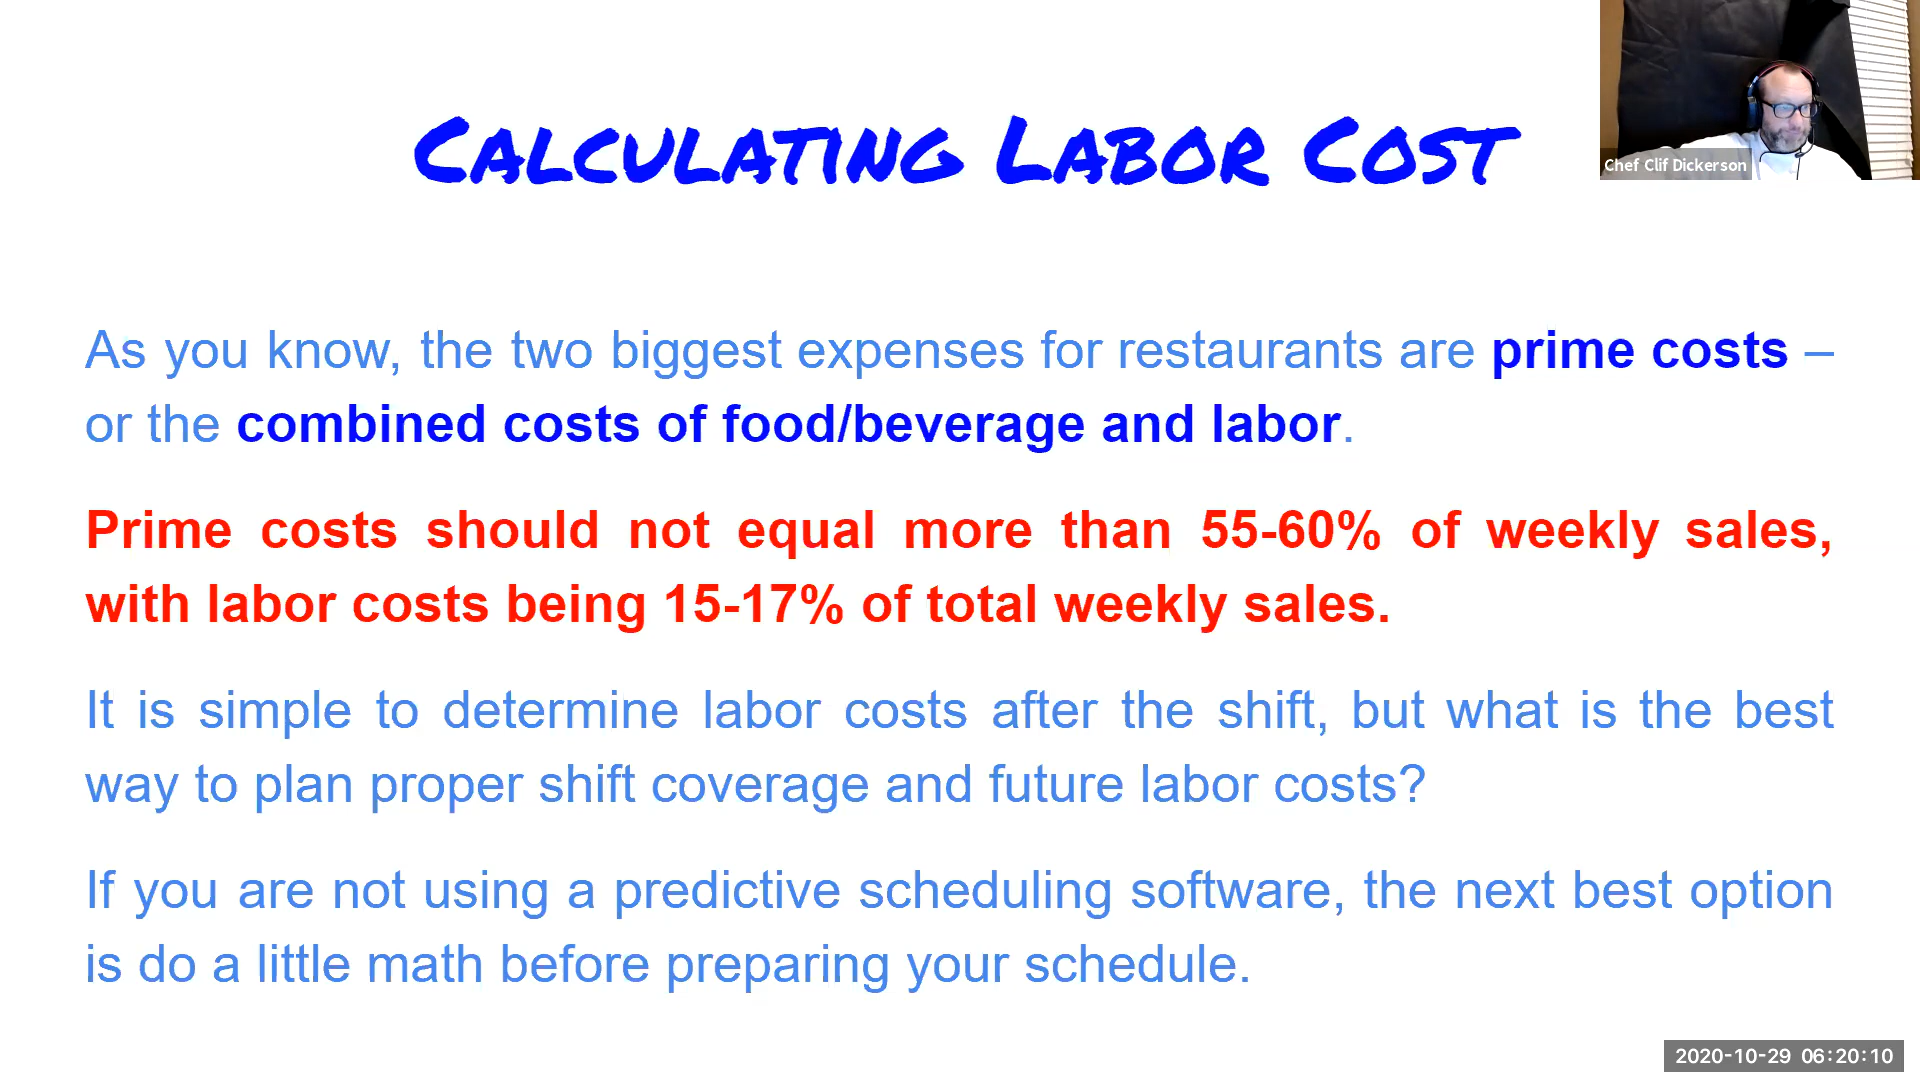 CALCULATING LABOR COST
Chef Clif Dickerson
As you know, the two biggest expenses for restaurants are prime costs –
or the combined costs of food/beverage and labor.
Prime costs should not equal more than 55-60% of weekly sales,
with labor costs being 15-17% of total weekly sales.
It is simple to determine labor costs after the shift, but what is the best
way to plan proper shift coverage and future labor costs?
If you are not using a predictive scheduling software, the next best option
is do a little math before preparing your schedule.
2020-10-29 06:20:10